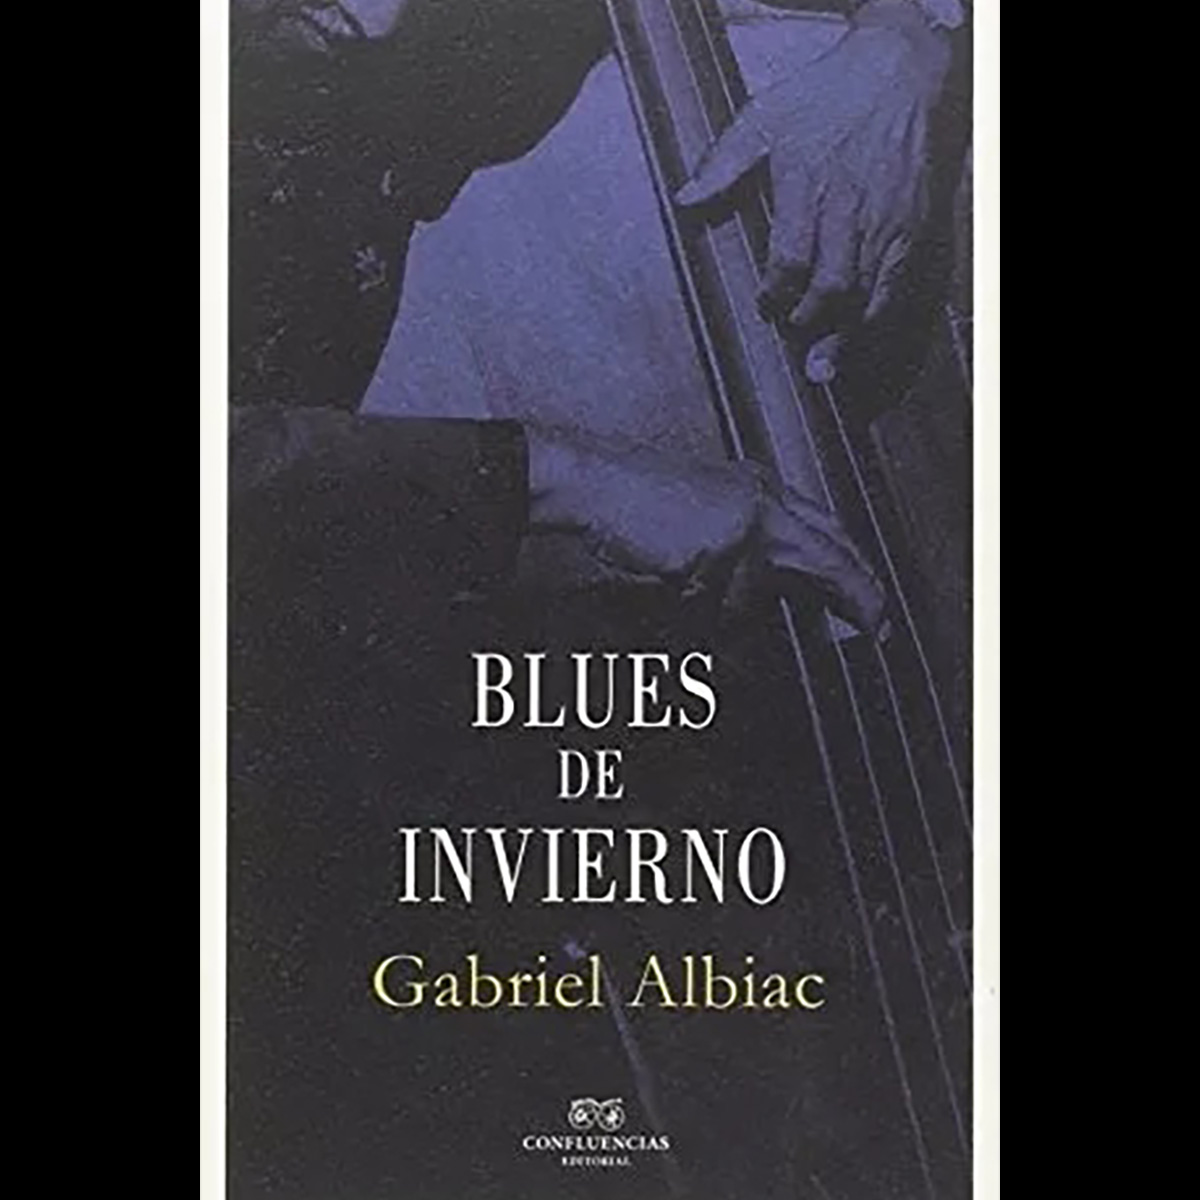 BLUES
DE
INVIERNO
Gabriel Albiac
CONFLUENCIAS
EDITORIAL